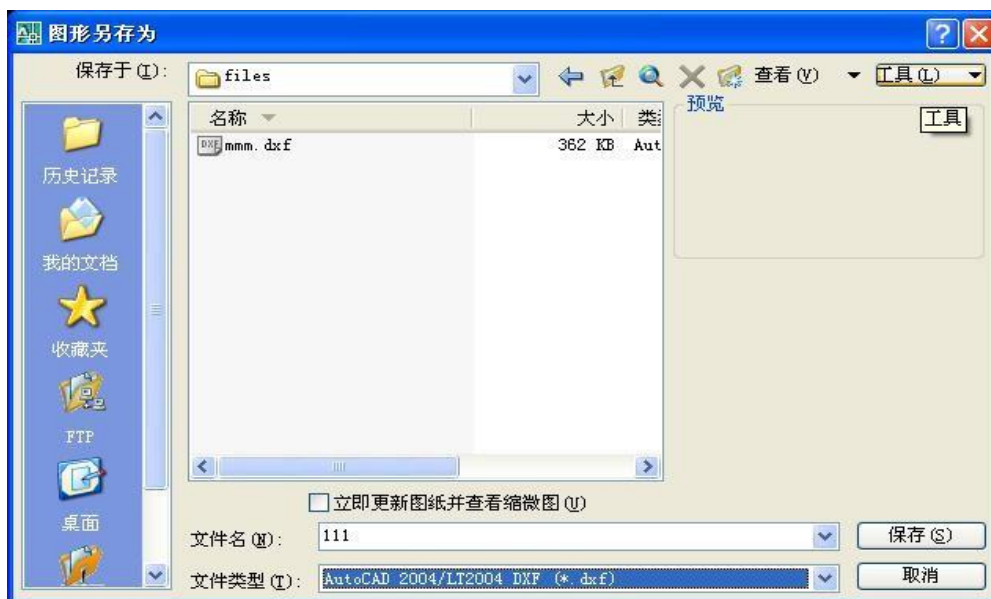 图形另存为
保存于(I):
files
查看(V)
工具(L)
名称
大小
类
预览
工具
mmm.dxf
362 KB
Aut
历史记录
我的文档
收藏夹
FTP
桌面
立即更新图纸并查看缩微图(U)
文件名(N):
111
保存(S)
文件类型(T):
AutoCAD 2004/LT2004 DXF (*.dxf)
取消